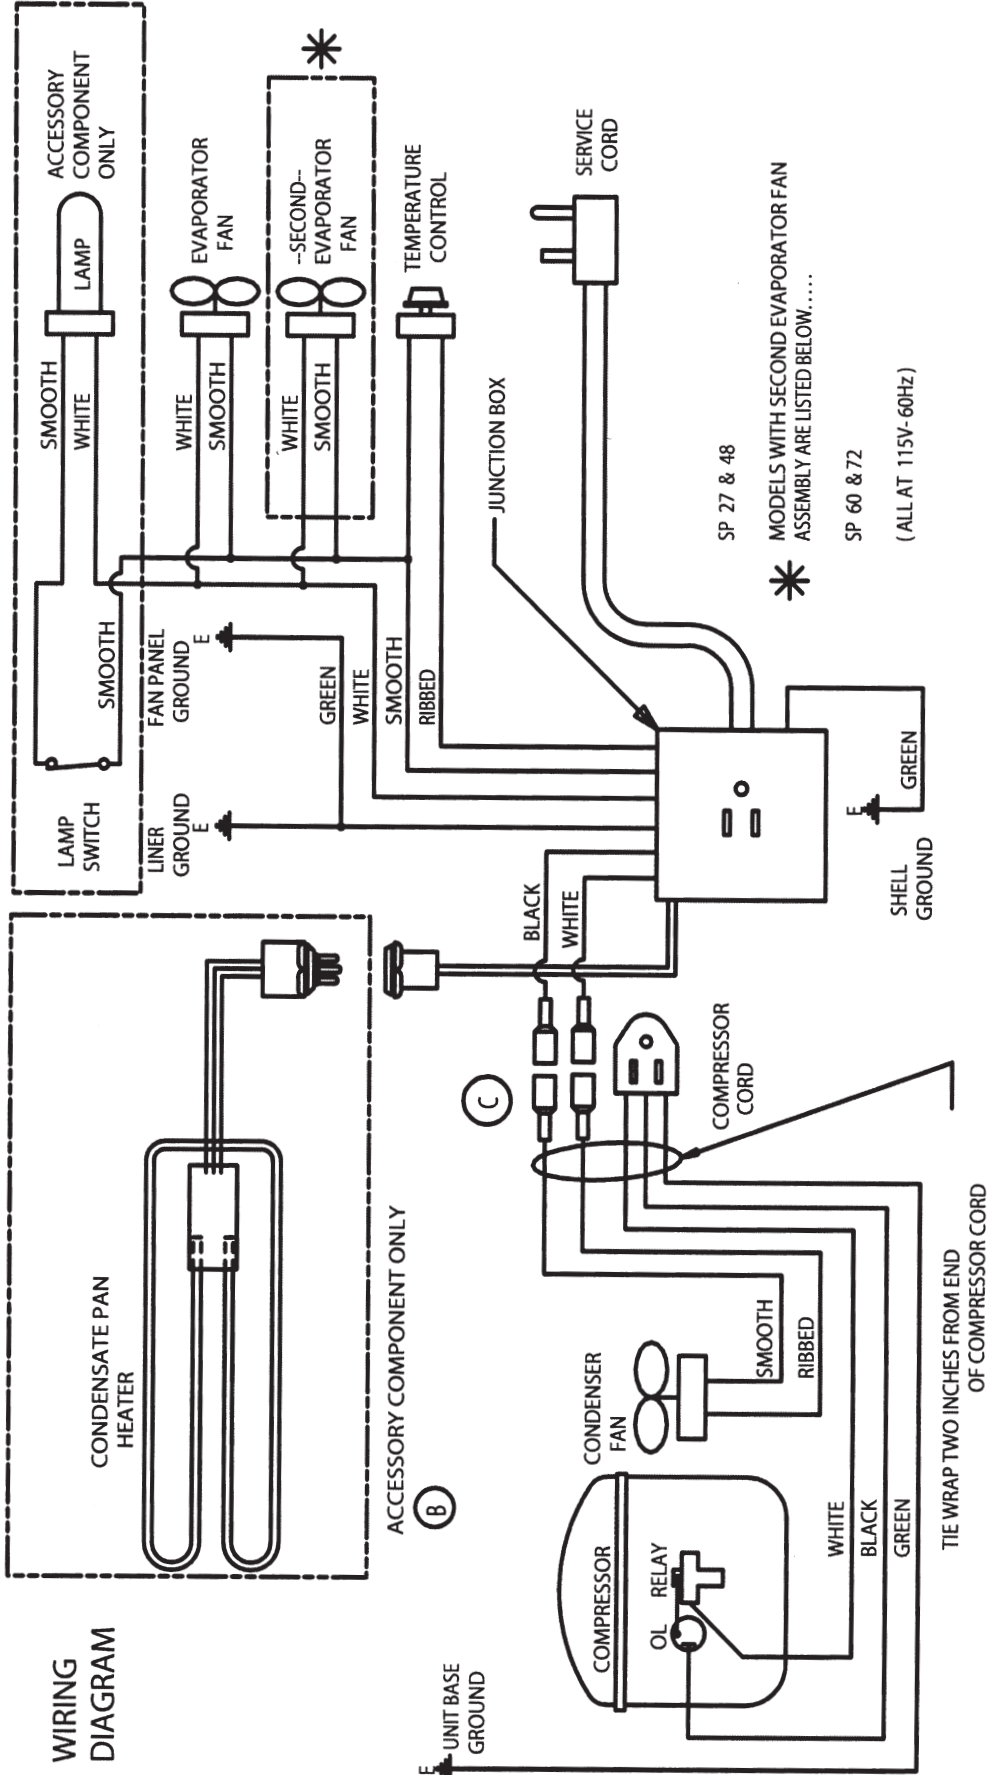 WIRING
DIAGRAM
CONDENSATE PAN
HEATER
ACCESSORY COMPONENT ONLY
B
LAMP
SWITCH
SMOOTH
SMOOTH
WHITE
LAMP
ACCESSORY
COMPONENT
ONLY
LINER
GROUND
E
FAN PANEL
GROUND
E
WHITE
SMOOTH
EVAPORATOR
FAN
WHITE
SMOOTH
--SECOND--
EVAPORATOR
FAN
TEMPERATURE
CONTROL
GREEN
WHITE
SMOOTH
RIBBED
JUNCTION BOX
SERVICE
CORD
BLACK
WHITE
C
COMPRESSOR
CORD
CONDENSER
FAN
SMOOTH
RIBBED
COMPRESSOR
OL
RELAY
WHITE
BLACK
GREEN
E
UNIT BASE
GROUND
TIE WRAP TWO INCHES FROM END
OF COMPRESSOR CORD
SHELL
GROUND
E
GREEN
SP 27 & 48
MODELS WITH SECOND EVAPORATOR FAN
ASSEMBLY ARE LISTED BELOW.....
SP 60 & 72
( ALL AT 115V- 60Hz )